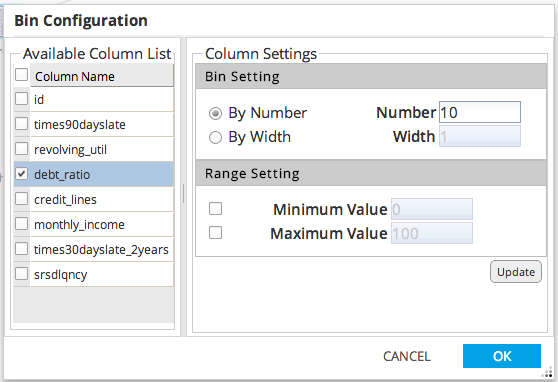 Bin Configuration
Available Column List
Column Name
id
times90dayslate
revolving_util
debt_ratio
credit_lines
monthly_income
times30dayslate_2years
srsdlqncy
Column Settings
Bin Setting
By Number Number 10
By Width Width 1
Range Setting
Minimum Value 0
Maximum Value 100
Update
CANCEL OK